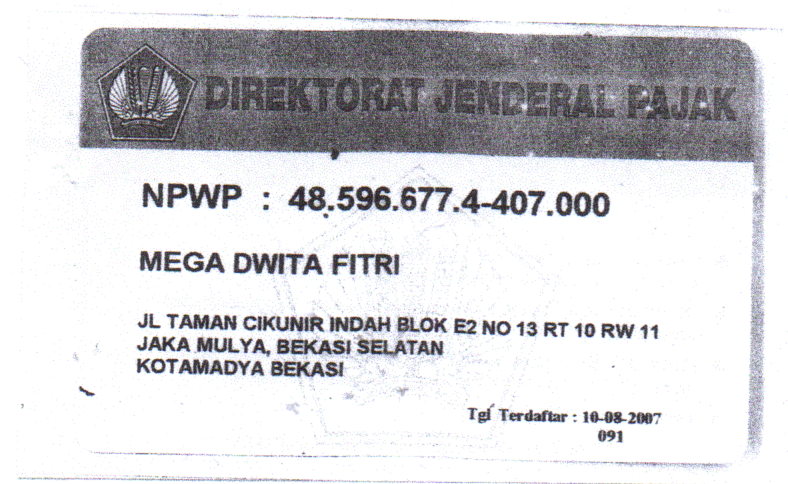 DIREKTORAT JENDERAL PAJAK
NPWP : 48.596.677.4-407.000
MEGA DWITA FITRI
JL TAMAN CIKUNIR INDAH BLOK E2 NO 13 RT 10 RW 11
JAKA MULYA, BEKASI SELATAN
KOTAMADYA BEKASI
Tgl Terdaftar : 10-08-2007
091